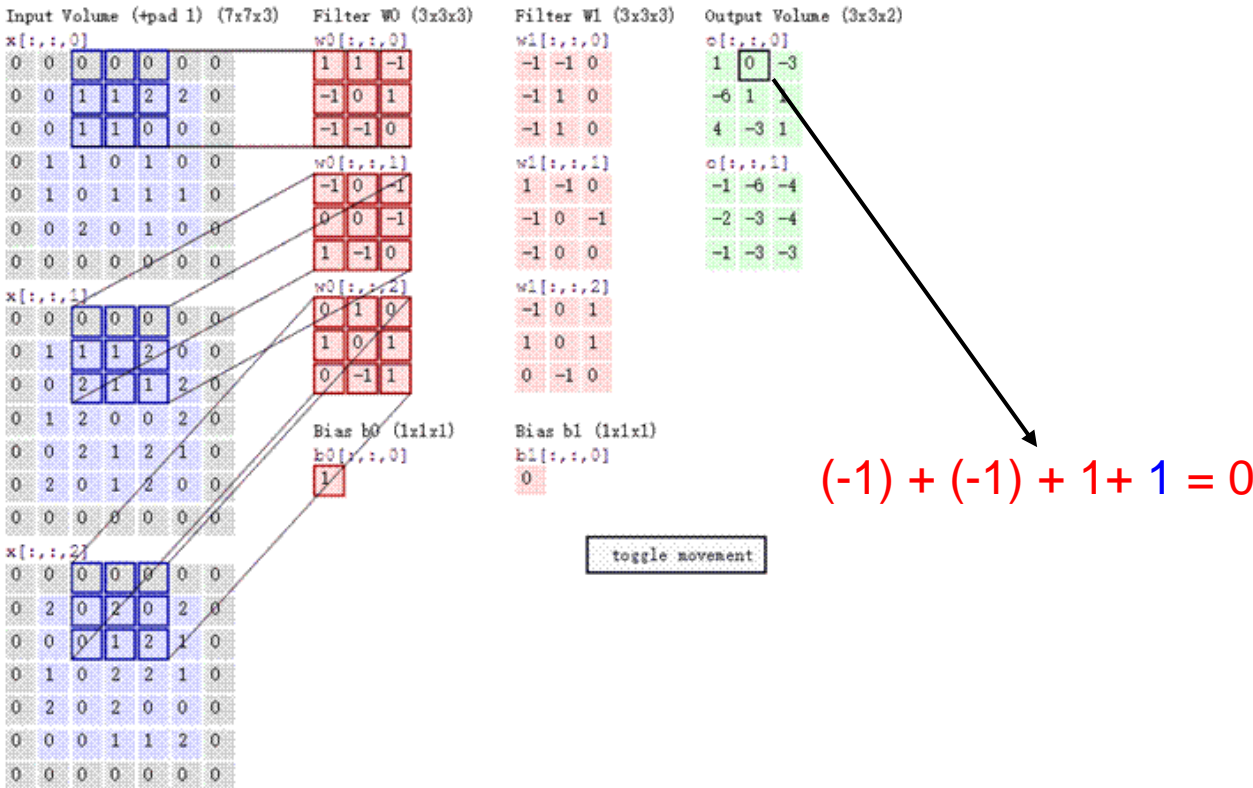 Input Volume (+pad 1) (7x7x3)
x[:,:,0]
0 0 0 0 0 0 0
0 0 1 1 2 2 0
0 0 1 1 0 0 0
0 1 1 0 1 0 0
0 1 0 1 1 1 0
0 0 2 0 1 0 0
0 0 0 0 0 0 0
x[:,:,1]
0 0 0 0 0 0 0
0 1 1 1 2 0 0
0 0 2 1 1 2 0
0 1 2 0 0 2 0
0 0 2 1 2 1 0
0 2 0 1 2 0 0
0 0 0 0 0 0 0
x[:,:,2]
0 0 0 0 0 0 0
0 2 0 2 0 2 0
0 0 0 1 2 1 0
0 1 0 2 2 1 0
0 2 0 2 0 0 0
0 0 0 1 1 2 0
0 0 0 0 0 0 0
Filter W0 (3x3x3)
w0[:,:,0]
1 1 -1
-1 0 1
-1 -1 0
w0[:,:,1]
-1 0 -1
0 0 -1
1 -1 0
w0[:,:,2]
0 1 0
1 0 1
0 -1 1
Bias b0 (1x1x1)
b0[:,:,0]
1
Filter W1 (3x3x3)
w1[:,:,0]
-1 -1 0
-1 1 0
-1 1 0
w1[:,:,1]
1 -1 0
-1 0 -1
-1 0 0
w1[:,:,2]
-1 0 1
1 0 1
0 -1 0
Bias b1 (1x1x1)
b1[:,:,0]
0
Output Volume (3x3x2)
o[:,:,0]
1 0 -3
-6 1 1
4 -3 1
o[:,:,1]
-1 -6 -4
-2 -3 -4
-1 -3 -3
(-1) + (-1) + 1+ 1 = 0
toggle movement